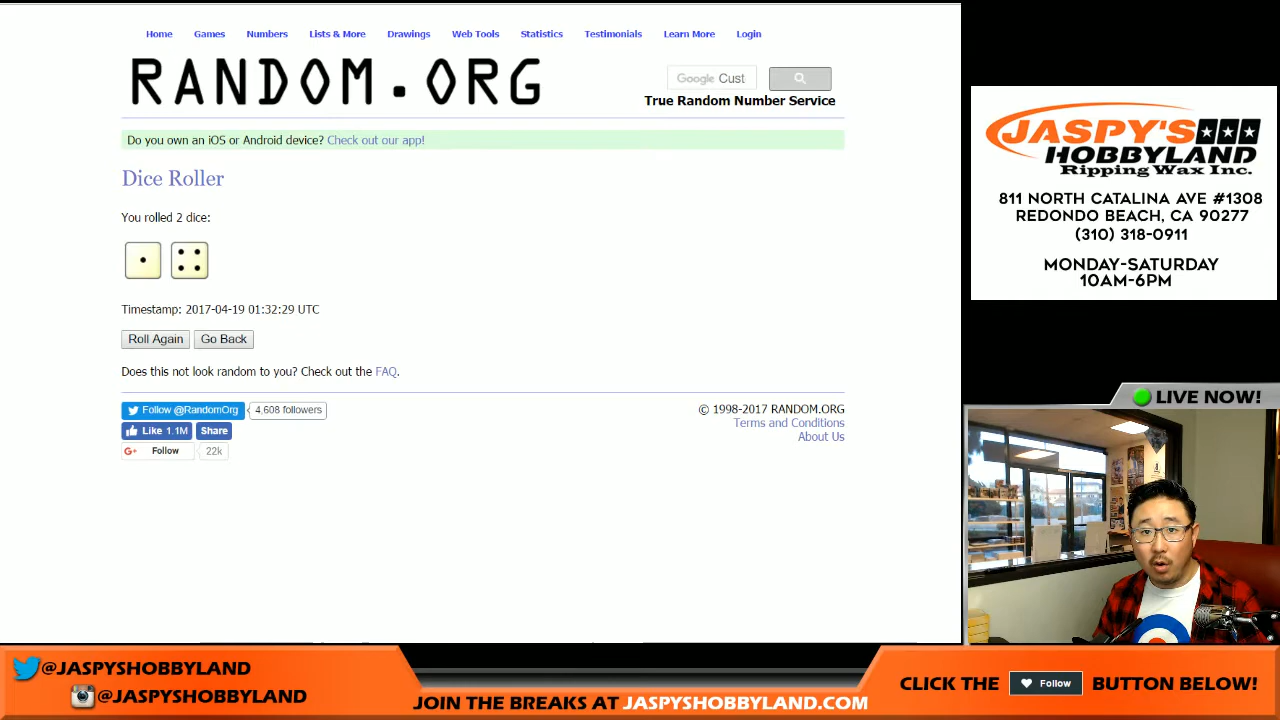 Home Games Numbers Lists & More Drawings Web Tools Statistics Testimonials Learn More Login
RANDOM.ORG
Google Cust
True Random Number Service
Do you own an iOS or Android device? Check out our app!
Dice Roller
You rolled 2 dice:
Timestamp: 2017-04-19 01:32:29 UTC
Roll Again Go Back
Does this not look random to you? Check out the FAQ.
Follow @RandomOrg 4,608 followers
Like 1.1M Share
G+ Follow 22k
© 1998-2017 RANDOM.ORG
Terms and Conditions
About Us
JASPY'S
HOBBYLAND
Ripping Wax Inc.
811 NORTH CATALINA AVE #1308
REDONDO BEACH, CA 90277
(310) 318-0911
MONDAY-SATURDAY
10AM-6PM
LIVE NOW!
@JASPYSHOBBYLAND
@JASPYSHOBBYLAND
JOIN THE BREAKS AT JASPYSHOBBYLAND.COM
CLICK THE Follow BUTTON BELOW!